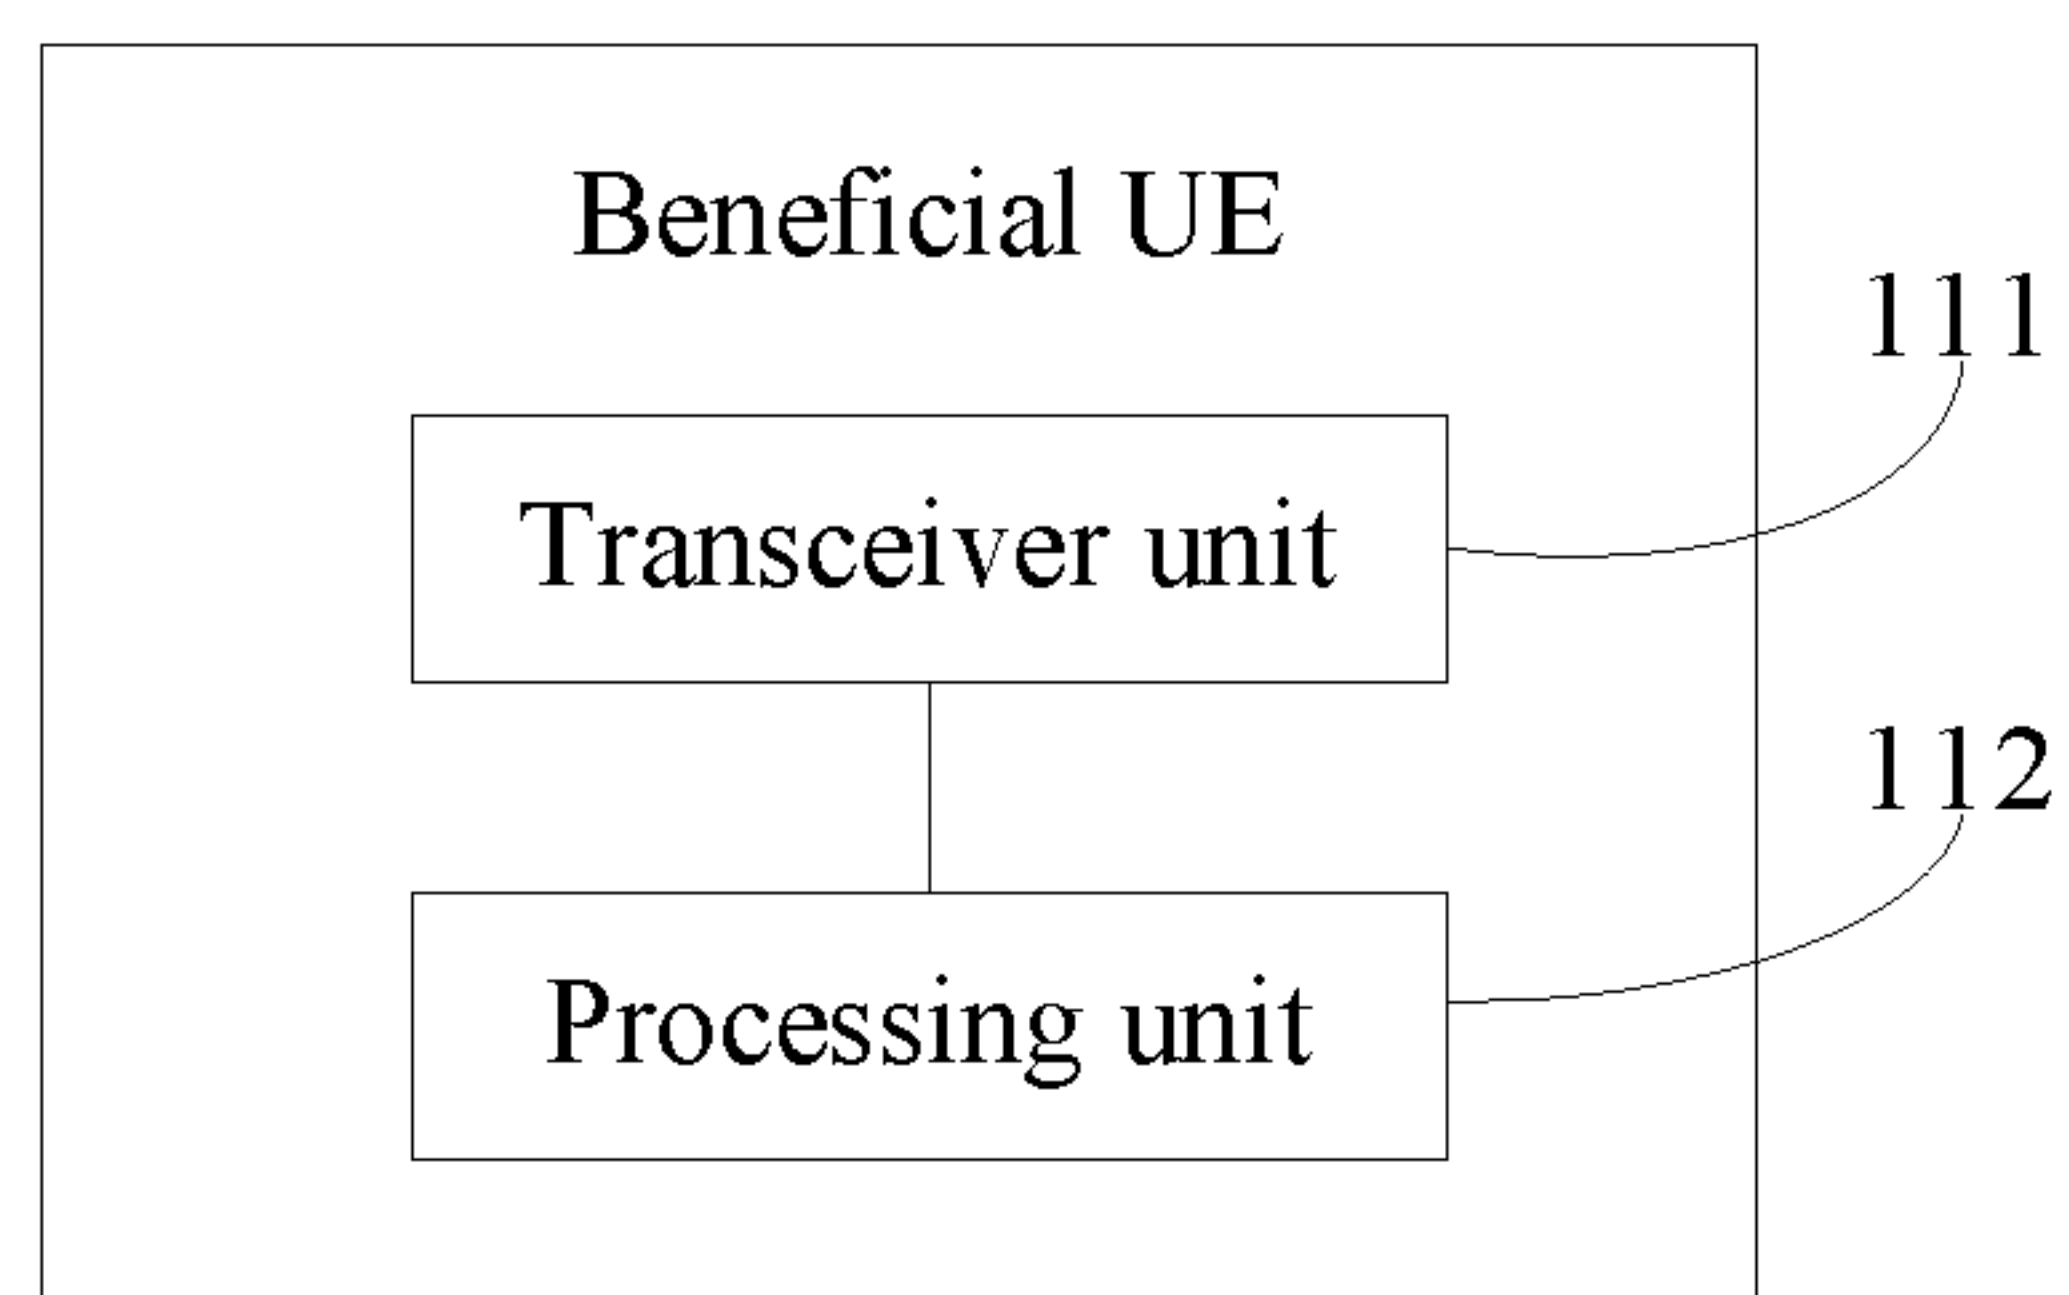 Beneficial UE
111
Transceiver unit
112
Processing unit